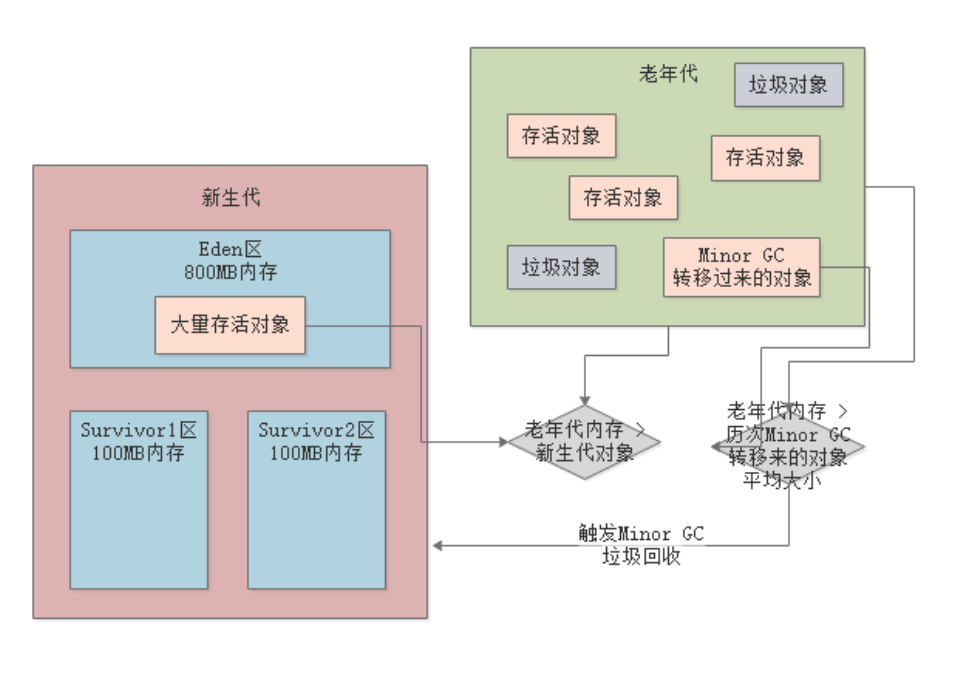 老年代
垃圾对象
存活对象
存活对象
存活对象
垃圾对象
Minor GC
转移过来的对象
新生代
Eden区
800MB内存
大量存活对象
Survivor1区
100MB内存
Survivor2区
100MB内存
老年代内存 >
新生代对象
老年代内存 >
历次Minor GC
转移来的对象
平均大小
触发Minor GC
垃圾回收